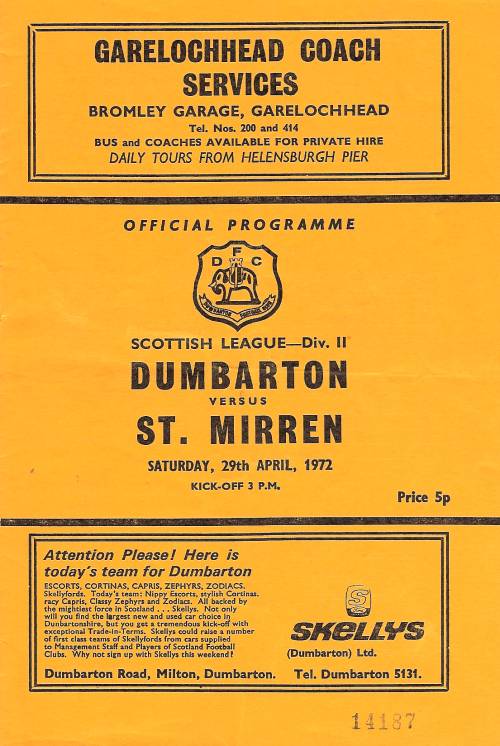 GARELOCHHEAD COACH
SERVICES
BROMLEY GARAGE, GARELOCHHEAD
Tel. Nos. 200 and 414
BUS and COACHES AVAILABLE FOR PRIVATE HIRE
DAILY TOURS FROM HELENSBURGH PIER
OFFICIAL PROGRAMME
D F C
DUMBARTON FOOTBALL CLUB
SCOTTISH LEAGUE—Div. II
DUMBARTON
VERSUS
ST. MIRREN
SATURDAY, 29th APRIL, 1972
KICK-OFF 3 P.M.
Price 5p
Attention Please! Here is
today's team for Dumbarton
ESCORTS, CORTINAS, CAPRIS, ZEPHYRS, ZODIACS.
Skellyfords. Today's team: Nippy Escorts, stylish Cortinas.
racy Capris, Classy Zephyrs and Zodiacs. All backed by
the mightiest force in Scotland . . . Skellys. Not only
will you find the largest new and used car choice in
Dunbartonshire, but you get a tremendous kick-off with
exceptional Trade-in-Terms. Skellys could raise a number
of first class teams of Skellyfords from cars supplied
to Management Staff and Players of Scotland Football
Clubs. Why not sign up with Skellys this weekend?
S
SKELLYS
(Dumbarton) Ltd.
Dumbarton Road, Milton, Dumbarton. Tel. Dumbarton 5131.
14187